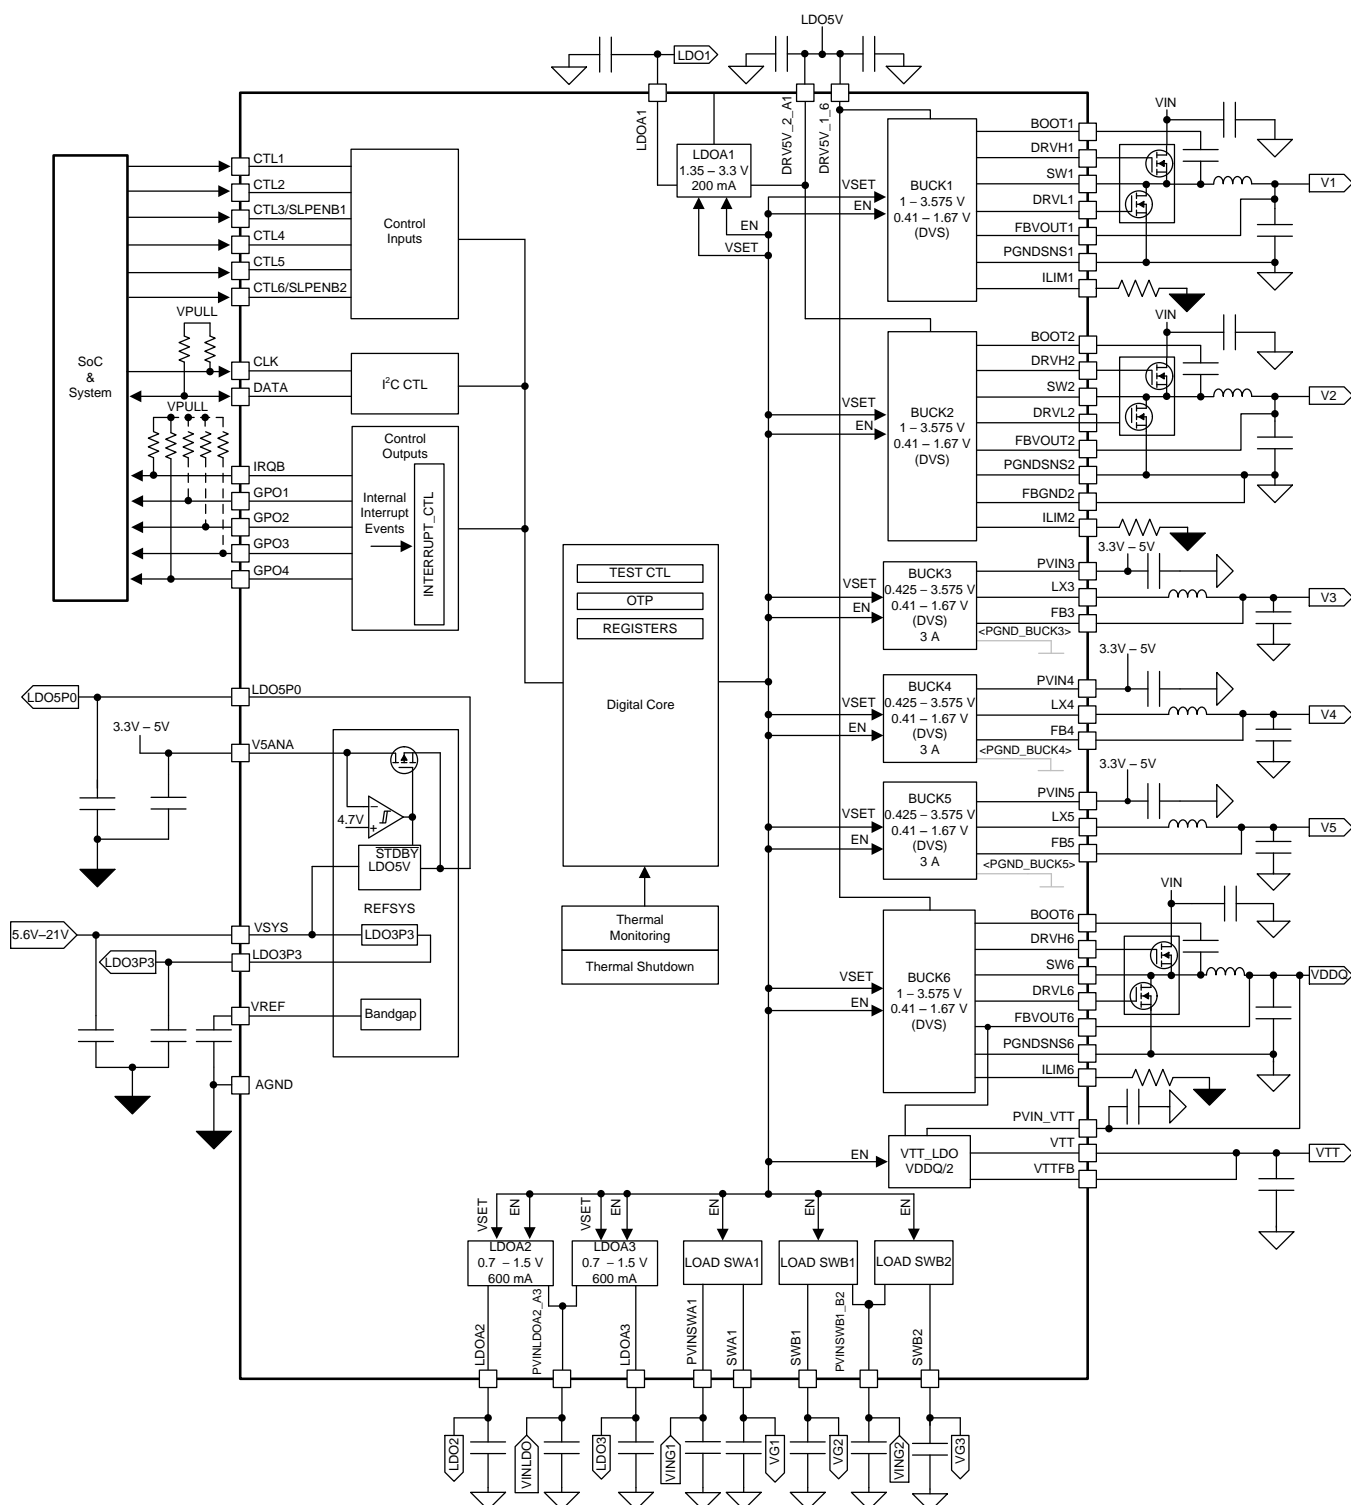 LDO5V
LDO1
LDOA1
DRV5V_2_A1
DRV5V_1_6
LDOA1
1.35 – 3.3 V
200 mA
EN
VSET
SoC
&
System
CTL1
CTL2
CTL3/SLPENB1
CTL4
CTL5
CTL6/SLPENB2
Control
Inputs
VPULL
CLK
DATA
I2C CTL
VPULL
IRQB
GPO1
GPO2
GPO3
GPO4
Control
Outputs
Internal
Interrupt
Events
INTERRUPT_CTL
TEST CTL
OTP
REGISTERS
Digital Core
Thermal
Monitoring
Thermal Shutdown
LDO5P0
LDO5P0
3.3V – 5V
V5ANA
4.7V
–
+
STDBY
LDO5V
REFSYS
5.6V–21V
VSYS
LDO3P3
LDO3P3
LDO3P3
VREF
Bandgap
AGND
VSET
EN
BUCK1
1 – 3.575 V
0.41 – 1.67 V
(DVS)
BOOT1
DRVH1
SW1
DRVL1
FBVOUT1
PGNDSNS1
ILIM1
VIN
V1
VSET
EN
BUCK2
1 – 3.575 V
0.41 – 1.67 V
(DVS)
BOOT2
DRVH2
SW2
DRVL2
FBVOUT2
PGNDSNS2
FBGND2
ILIM2
VIN
V2
VSET
EN
BUCK3
0.425 – 3.575 V
0.41 – 1.67 V
(DVS)
3 A
PVIN3
LX3
FB3
<PGND_BUCK3>
3.3V – 5V
V3
VSET
EN
BUCK4
0.425 – 3.575 V
0.41 – 1.67 V
(DVS)
3 A
PVIN4
LX4
FB4
<PGND_BUCK4>
3.3V – 5V
V4
VSET
EN
BUCK5
0.425 – 3.575 V
0.41 – 1.67 V
(DVS)
3 A
PVIN5
LX5
FB5
<PGND_BUCK5>
3.3V – 5V
V5
VSET
EN
BUCK6
1 – 3.575 V
0.41 – 1.67 V
(DVS)
BOOT6
DRVH6
SW6
DRVL6
FBVOUT6
PGNDSNS6
ILIM6
VIN
VDDQ
EN
VTT_LDO
VDDQ/2
PVIN_VTT
VTT
VTTFB
VTT
VSET
EN
VSET
EN
EN
EN
EN
LDOA2
0.7 – 1.5 V
600 mA
LDOA3
0.7 – 1.5 V
600 mA
LOAD SWA1
LOAD SWB1
LOAD SWB2
LDOA2
PVINLDOA2_A3
LDOA3
PVINSWA1
SWA1
SWB1
PVINSWB1_B2
SWB2
LDO2
VINLDO
LDO3
VING1
VG1
VG2
VING2
VG3